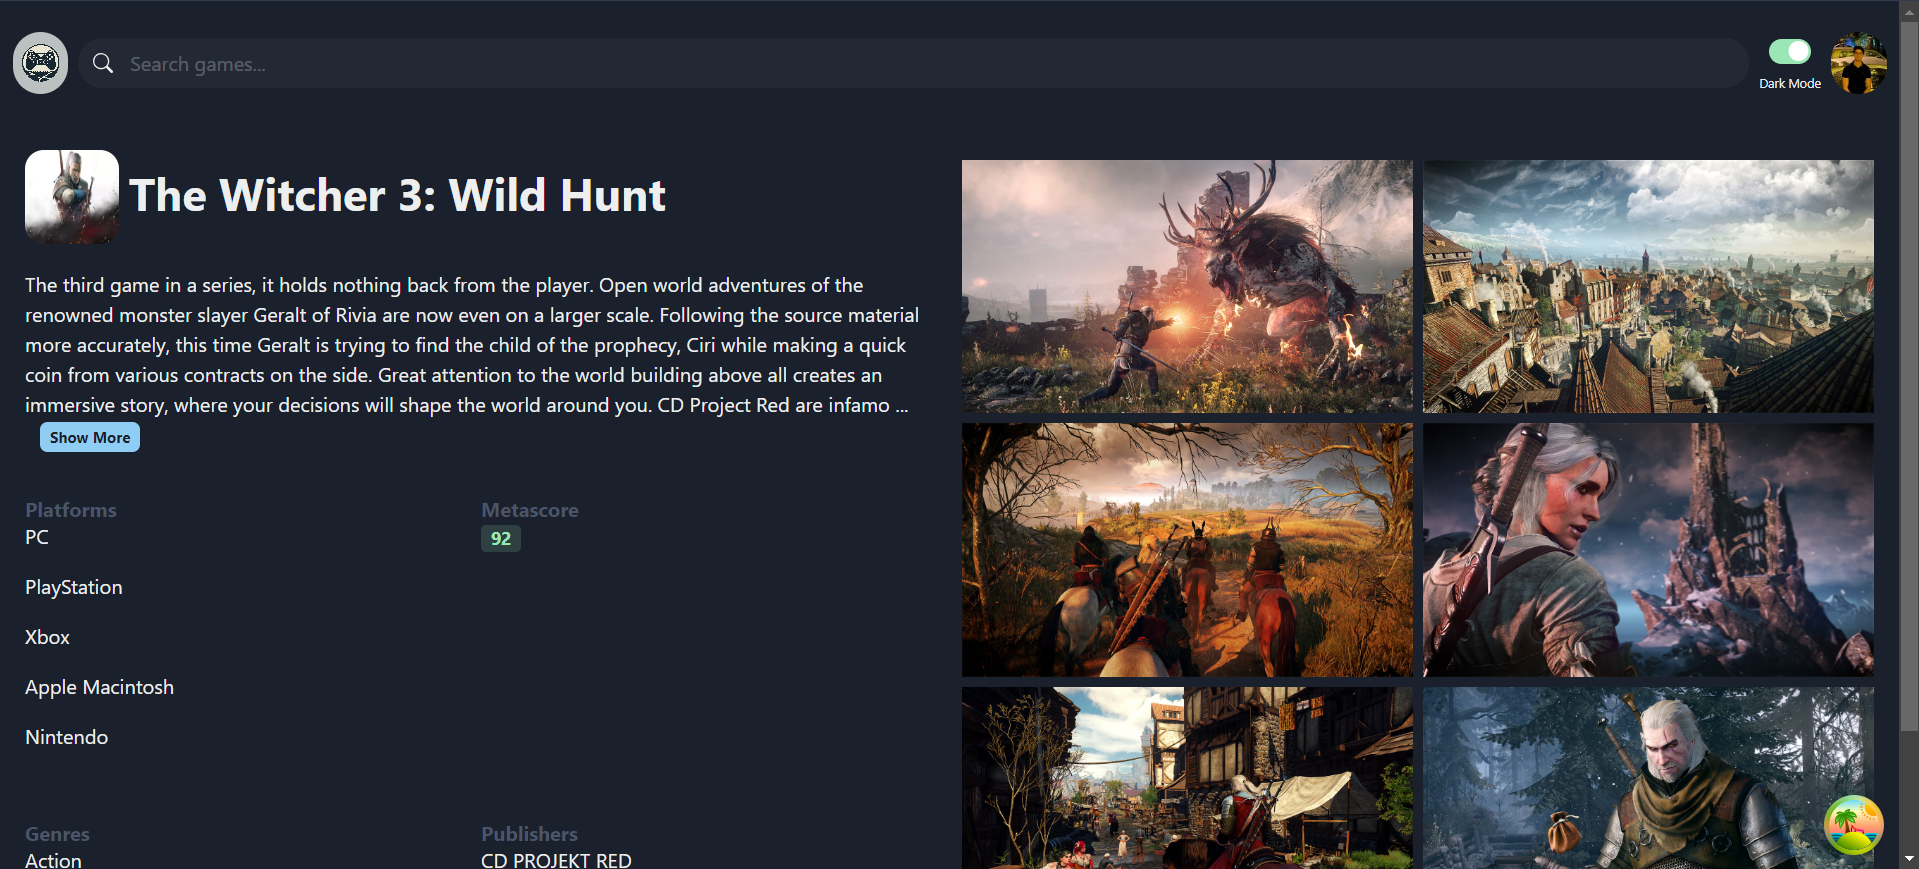 Search games...
Dark Mode
The Witcher 3: Wild Hunt
The third game in a series, it holds nothing back from the player. Open world adventures of the
renowned monster slayer Geralt of Rivia are now even on a larger scale. Following the source material
more accurately, this time Geralt is trying to find the child of the prophecy, Ciri while making a quick
coin from various contracts on the side. Great attention to the world building above all creates an
immersive story, where your decisions will shape the world around you. CD Project Red are infamo ...
Show More
Platforms
PC
PlayStation
Xbox
Apple Macintosh
Nintendo
Metascore
92
Genres
Action
Publishers
CD PROJEKT RED